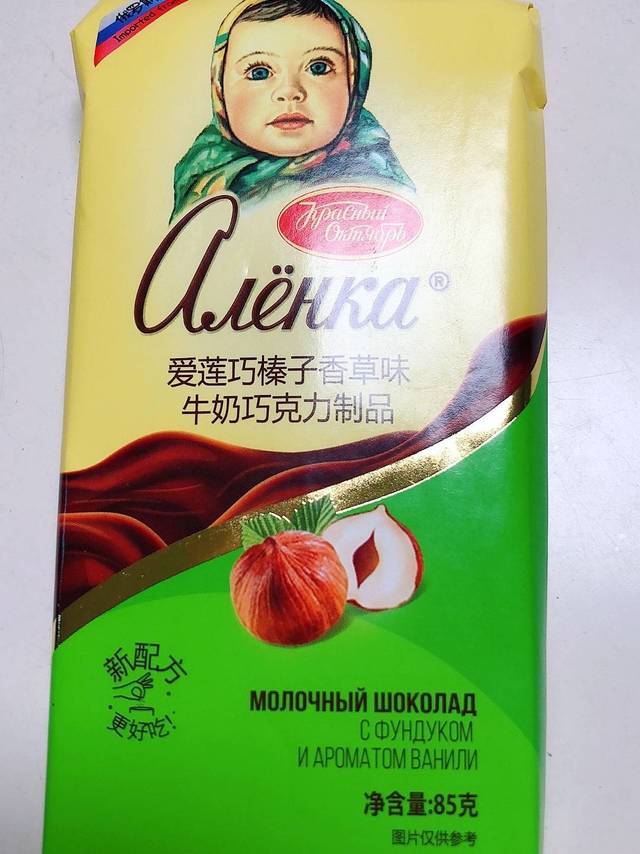 Imported from
Красный
Октябрь
Алёнка®
爱莲巧榛子香草味
牛奶巧克力制品
新配方
更好吃!
МОЛОЧНЫЙ ШОКОЛАД
С ФУНДУКОМ
И АРОМАТОМ ВАНИЛИ
净含量:85克
图片仅供参考